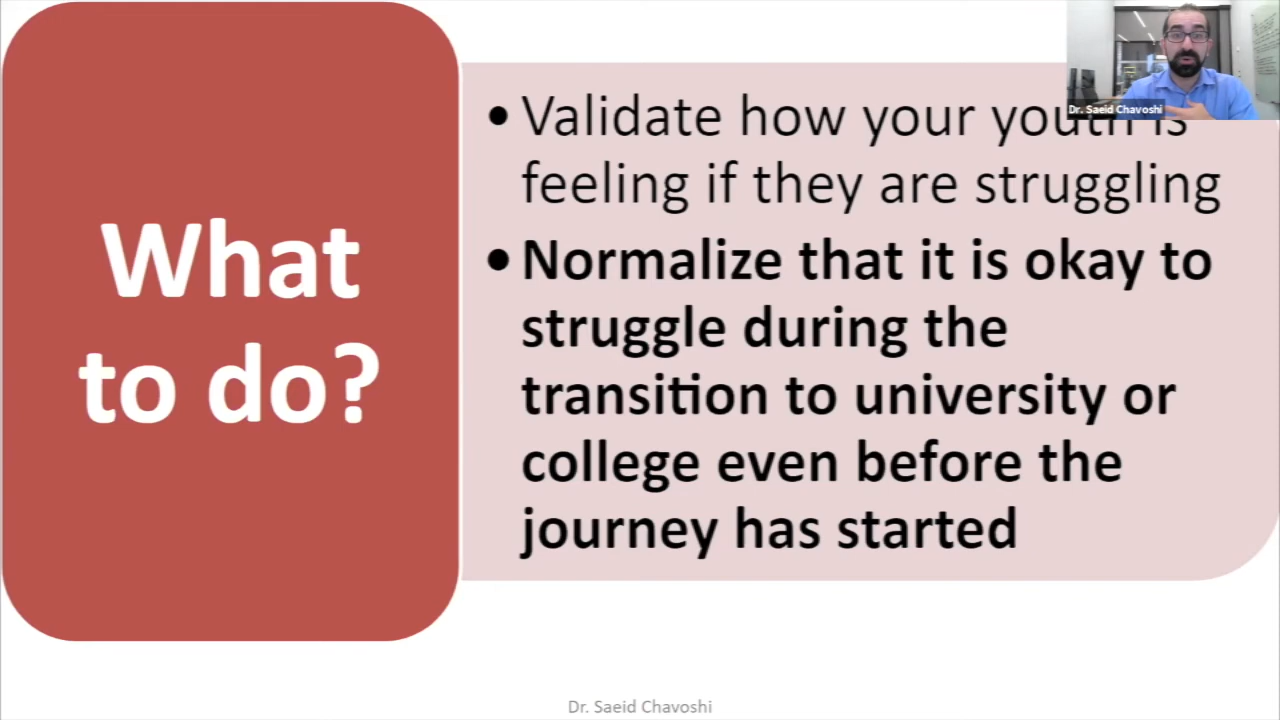 What
to do?
• Validate how your youth is
feeling if they are struggling
• Normalize that it is okay to
struggle during the
transition to university or
college even before the
journey has started
Dr. Saeid Chavoshi
Dr. Saeid Chavoshi